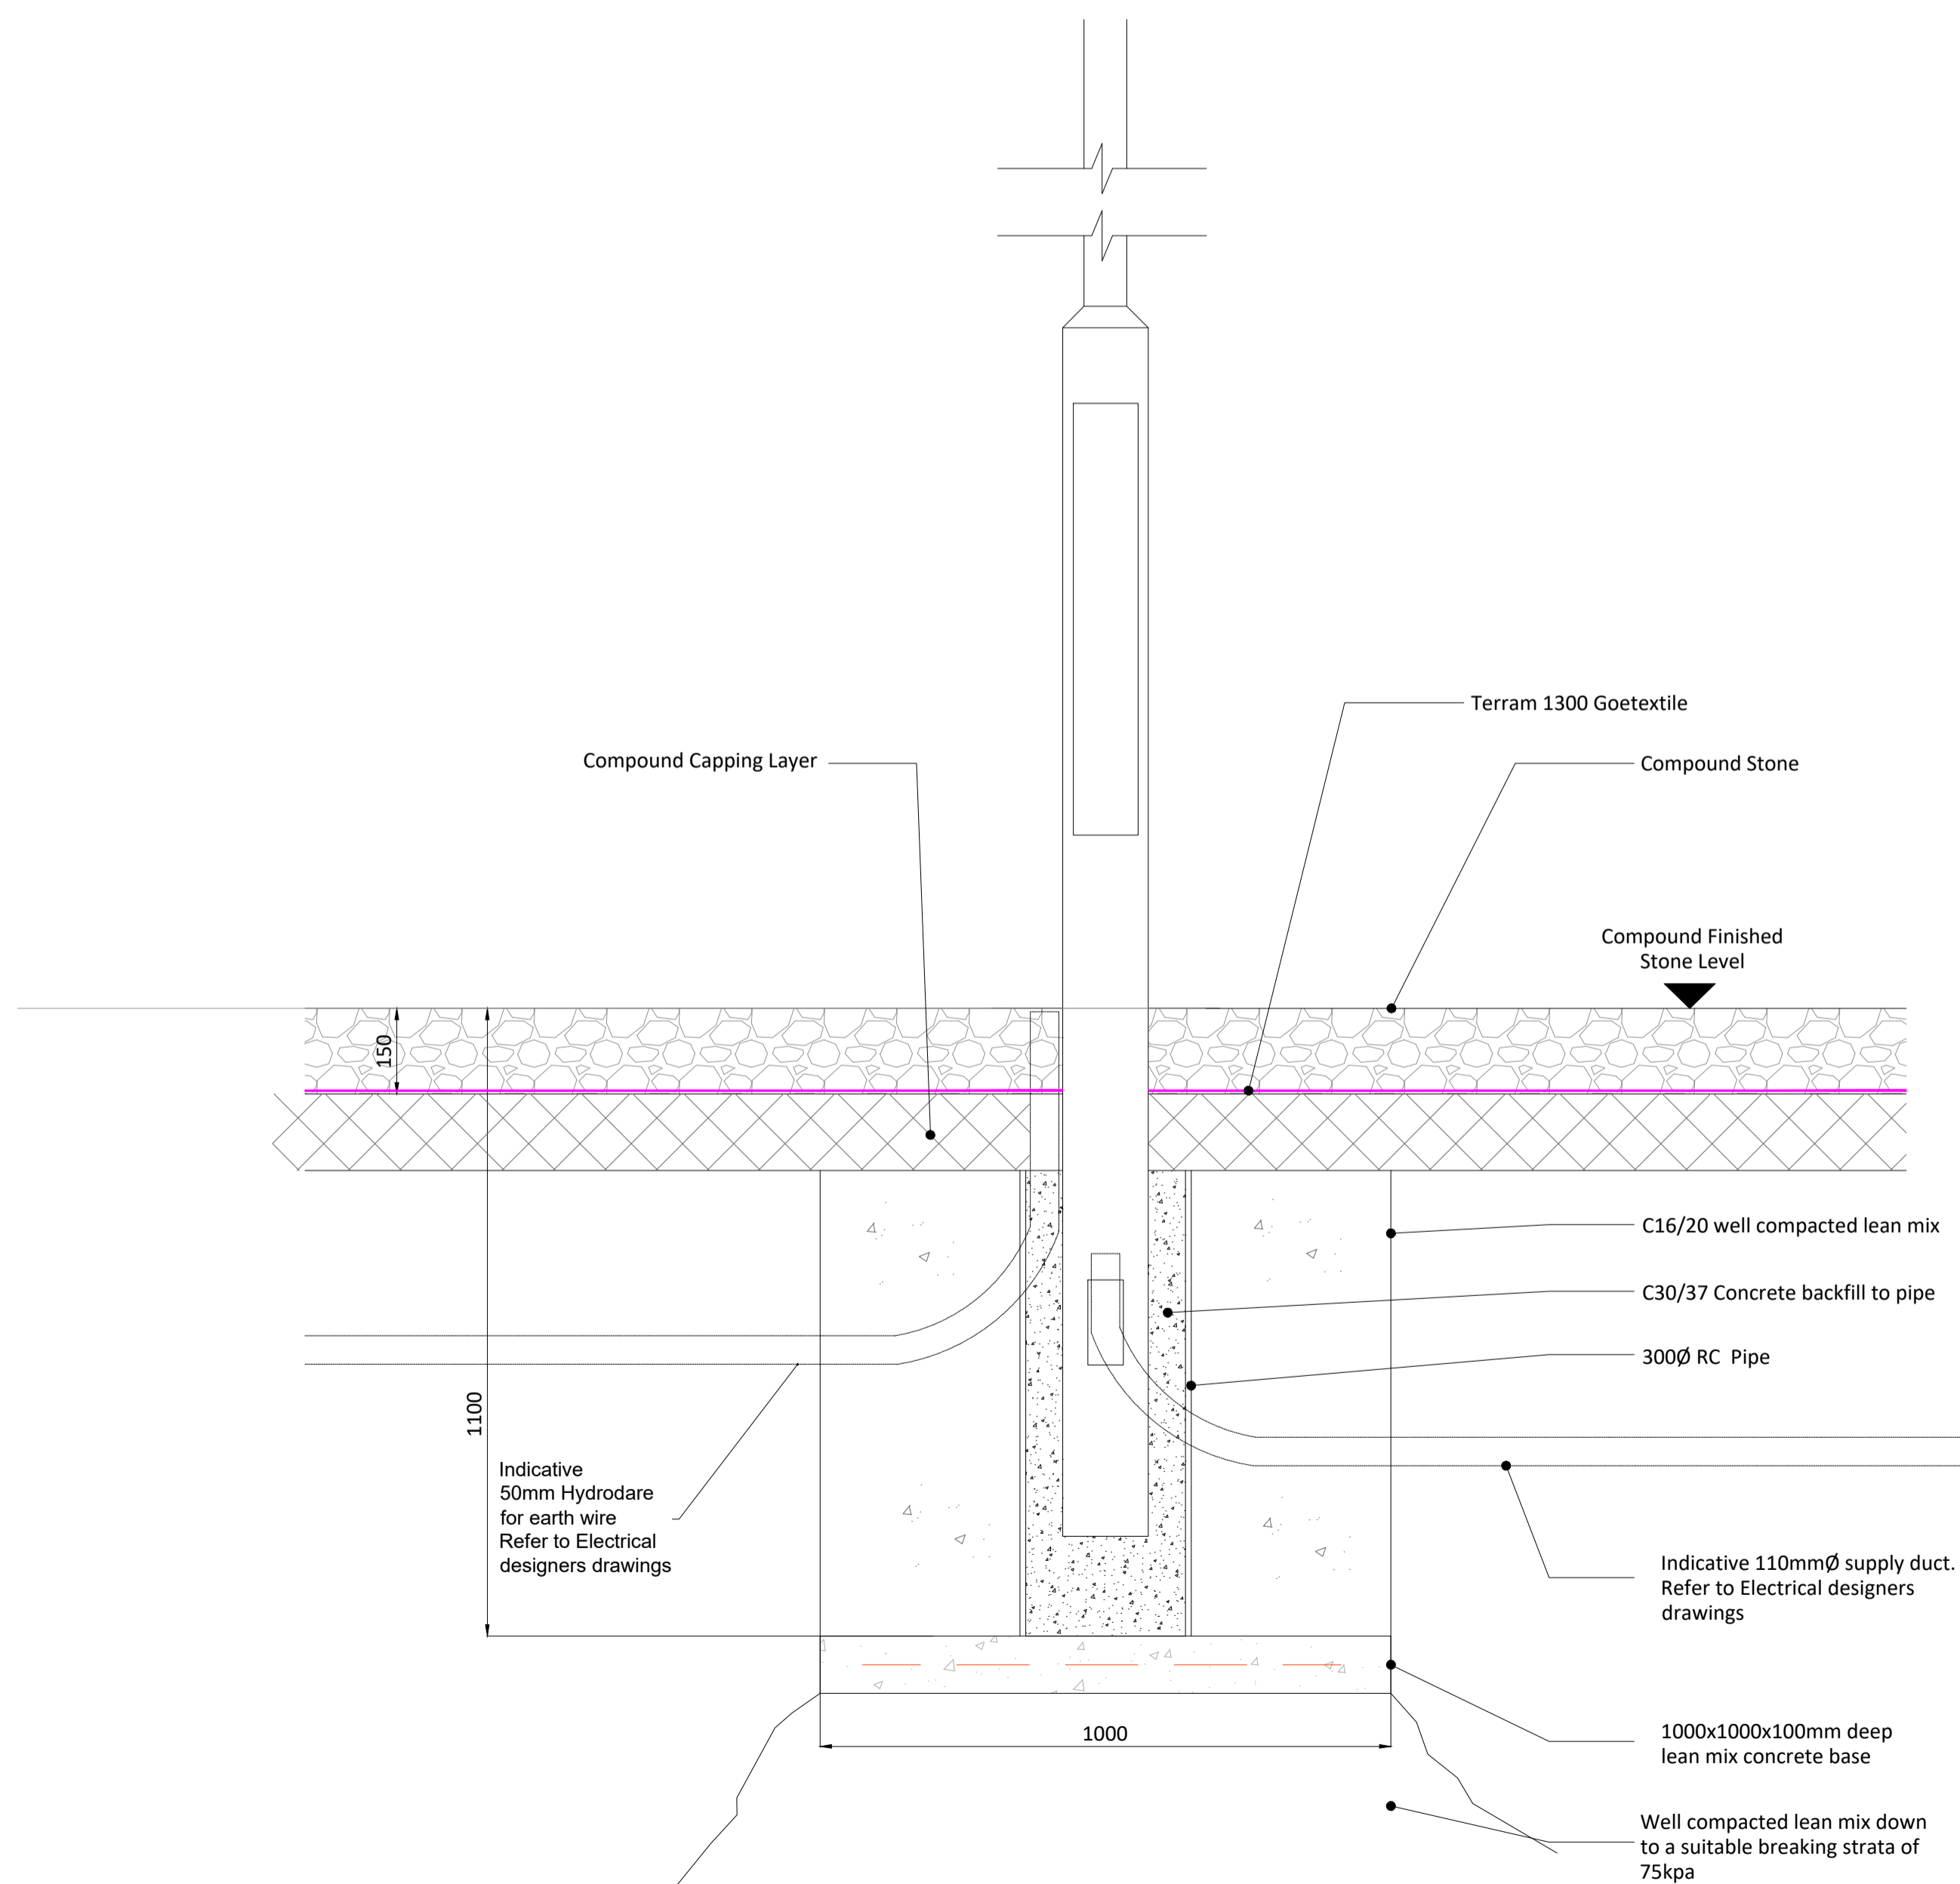 Terram 1300 Goetextile
Compound Capping Layer
Compound Stone
Compound Finished
Stone Level
150
C16/20 well compacted lean mix
C30/37 Concrete backfill to pipe
300Ø RC Pipe
1100
Indicative
50mm Hydrodare
for earth wire
Refer to Electrical
designers drawings
Indicative 110mmØ supply duct.
Refer to Electrical designers
drawings
1000
1000x1000x100mm deep
lean mix concrete base
Well compacted lean mix down
to a suitable breaking strata of
75kpa